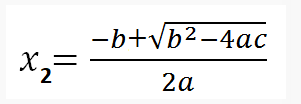 x₂= −b+√b²−4ac / 2a